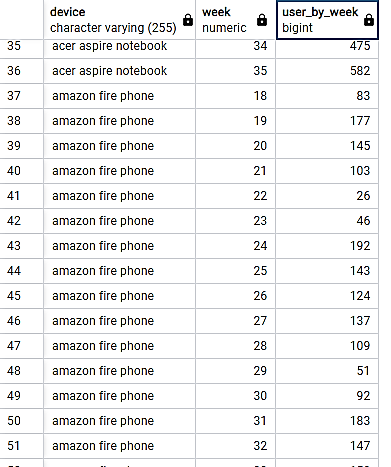 device week user_by_week
character varying (255) numeric bigint
35 acer aspire notebook 34 475
36 acer aspire notebook 35 582
37 amazon fire phone 18 83
38 amazon fire phone 19 177
39 amazon fire phone 20 145
40 amazon fire phone 21 103
41 amazon fire phone 22 26
42 amazon fire phone 23 46
43 amazon fire phone 24 192
44 amazon fire phone 25 143
45 amazon fire phone 26 124
46 amazon fire phone 27 137
47 amazon fire phone 28 109
48 amazon fire phone 29 51
49 amazon fire phone 30 92
50 amazon fire phone 31 183
51 amazon fire phone 32 147